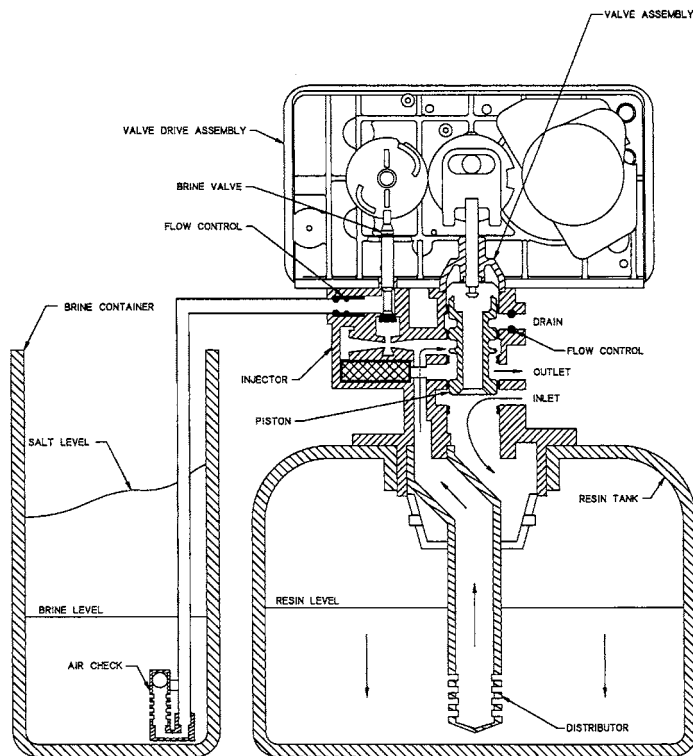 VALVE ASSEMBLY
VALVE DRIVE ASSEMBLY
BRINE VALVE
FLOW CONTROL
BRINE CONTAINER
DRAIN
FLOW CONTROL
INJECTOR
OUTLET
INLET
PISTON
SALT LEVEL
RESIN TANK
BRINE LEVEL
RESIN LEVEL
AIR CHECK
DISTRIBUTOR